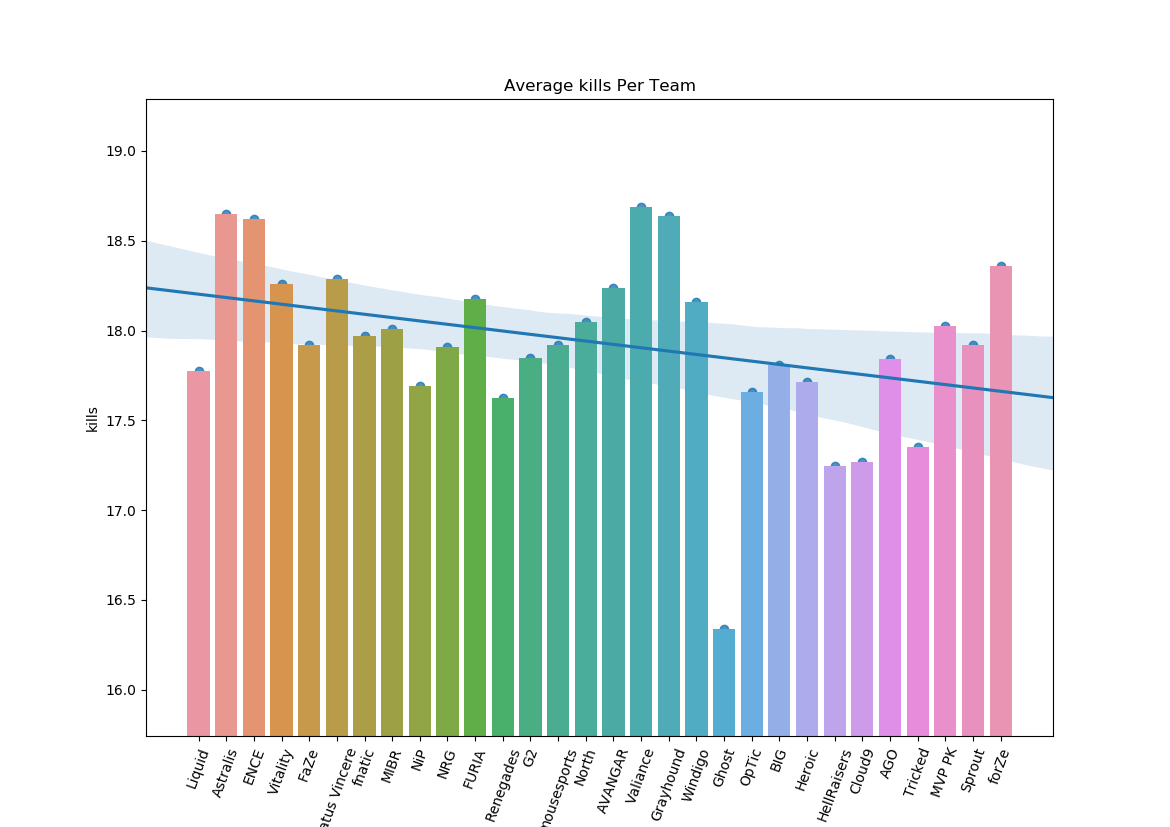 Average kills Per Team
19.0
18.5
18.0
17.5
17.0
16.5
16.0
kills
Liquid
Astralis
ENCE
Vitality
FaZe
atus Vincere
fnatic
MIBR
NiP
NRG
FURIA
Renegades
G2
mousesports
North
AVANGAR
Valiance
Grayhound
Windigo
Ghost
OpTic
BIG
Heroic
HellRaisers
Cloud9
AGO
Tricked
MVP PK
Sprout
forZe